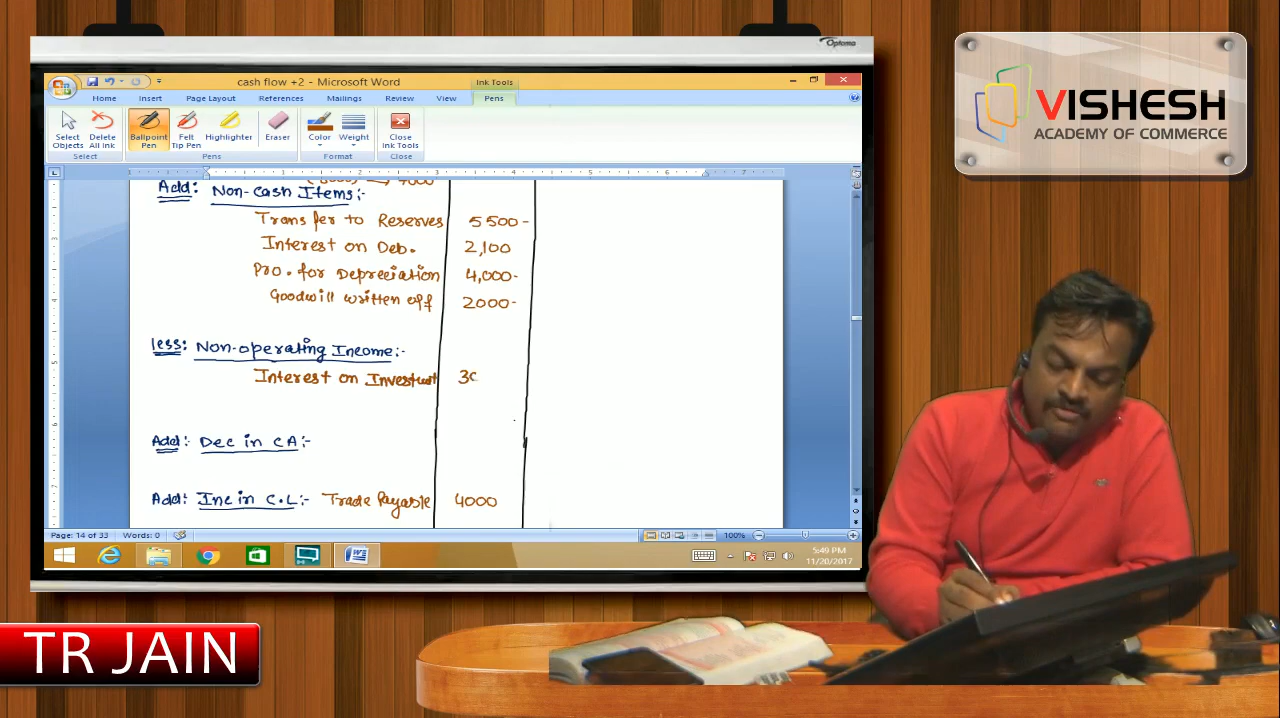 Optoma
cash flow +2 - Microsoft Word
Ink Tools
Home Insert Page Layout References Mailings Review View Pens
Select Objects
Delete All Ink
Ballpoint Pen
Felt Tip Pen
Highlighter
Eraser
Color
Weight
Close Ink Tools
Select Pens Format Close
Add: Non-Cash Items:-
Transfer to Reserves 5500-
Interest on Deb. 2,100
Pro. for Depreciation 4,000-
Goodwill written off 2000-
less: Non-operating Income:-
Interest on Investmt 30
Add:- Dec in CA:-
Add: Inc in C.L:- Trade Payable 4000
Page: 14 of 33 Words: 0 100%
5:49 PM
11/20/2017
VISHESH
ACADEMY OF COMMERCE
TR JAIN